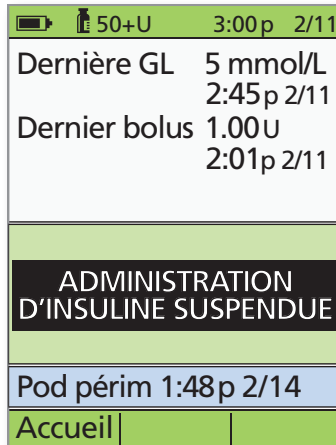 50+U 3:00p 2/11
Dernière GL 5 mmol/L
2:45p 2/11
Dernier bolus 1.00U
2:01p 2/11
ADMINISTRATION
D'INSULINE SUSPENDUE
Pod périm 1:48p 2/14
Accueil